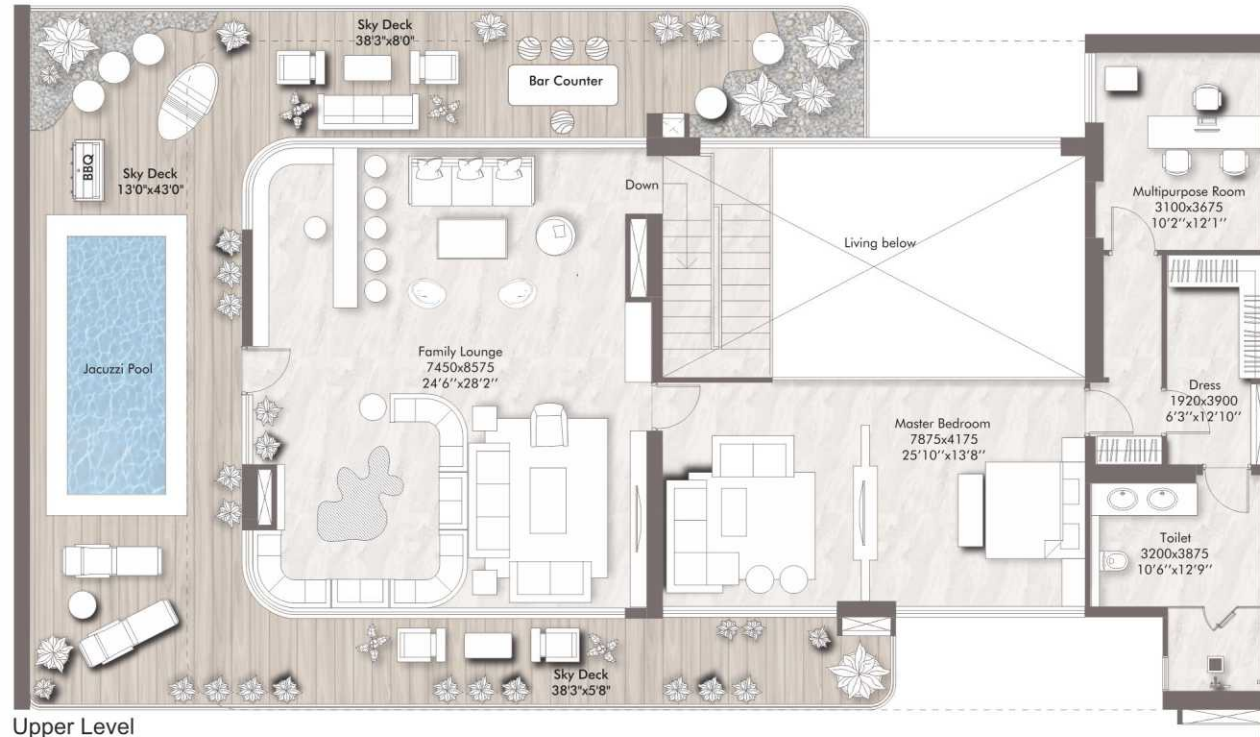 Sky Deck
38'3"x8'0"
Bar Counter
BBQ
Sky Deck
13'0"x43'0"
Down
Multipurpose Room
3100x3675
10'2''x12'1''
Living below
Jacuzzi Pool
Family Lounge
7450x8575
24'6''x28'2''
Dress
1920x3900
6'3''x12'10''
Master Bedroom
7875x4175
25'10''x13'8''
Toilet
3200x3875
10'6''x12'9''
Sky Deck
38'3"x5'8"
Upper Level